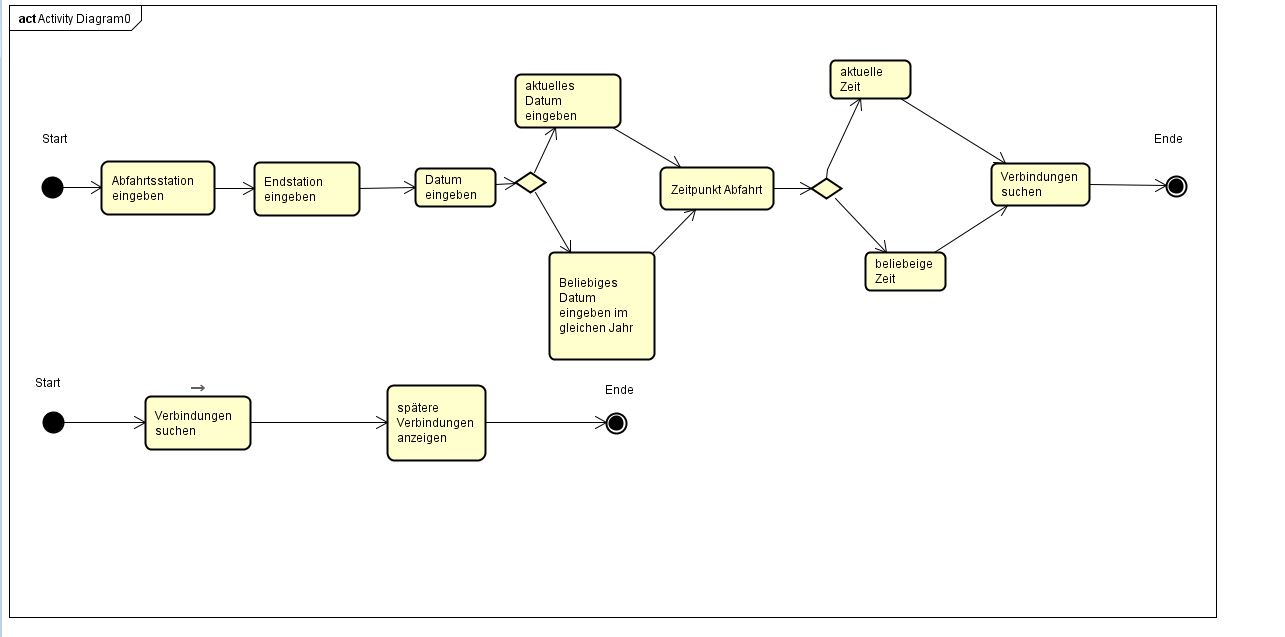 act Activity Diagram0
Start
Abfahrtsstation
eingeben
Endstation
eingeben
Datum
eingeben
aktuelles
Datum
eingeben
Beliebiges
Datum
eingeben im
gleichen Jahr
Zeitpunkt Abfahrt
aktuelle
Zeit
beliebeige
Zeit
Verbindungen
suchen
Ende
Start
Verbindungen
suchen
spätere
Verbindungen
anzeigen
Ende